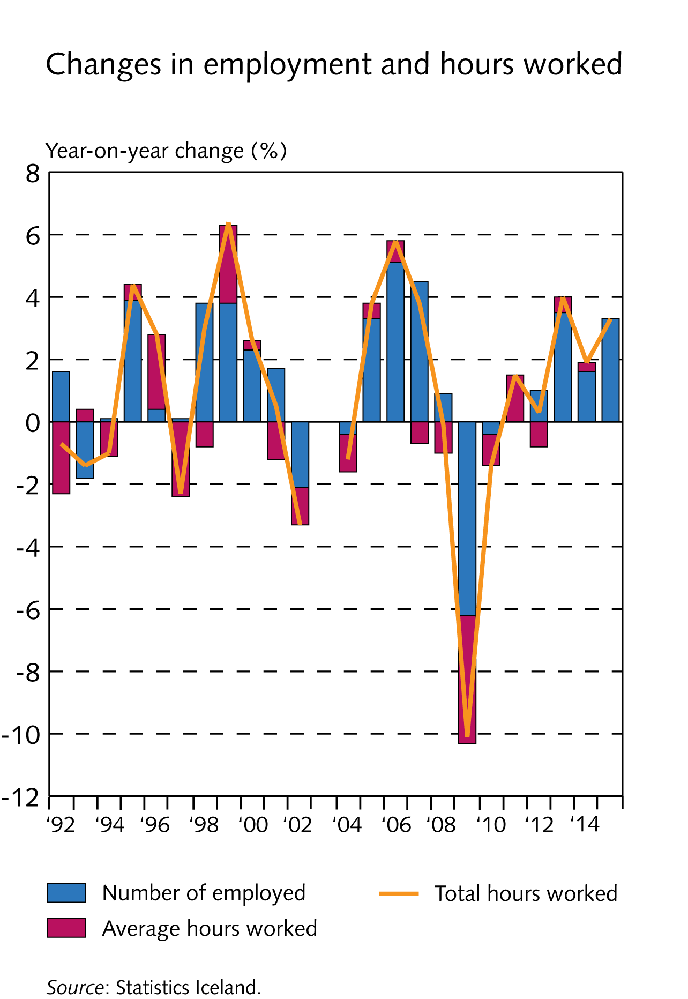 Changes in employment and hours worked
Year-on-year change (%)
8
6
4
2
0
-2
-4
-6
-8
-10
-12
‘92 ‘94 ‘96 ‘98 ‘00 ‘02 ‘04 ‘06 ‘08 ‘10 ‘12 ‘14
Number of employed
Total hours worked
Average hours worked
Source: Statistics Iceland.